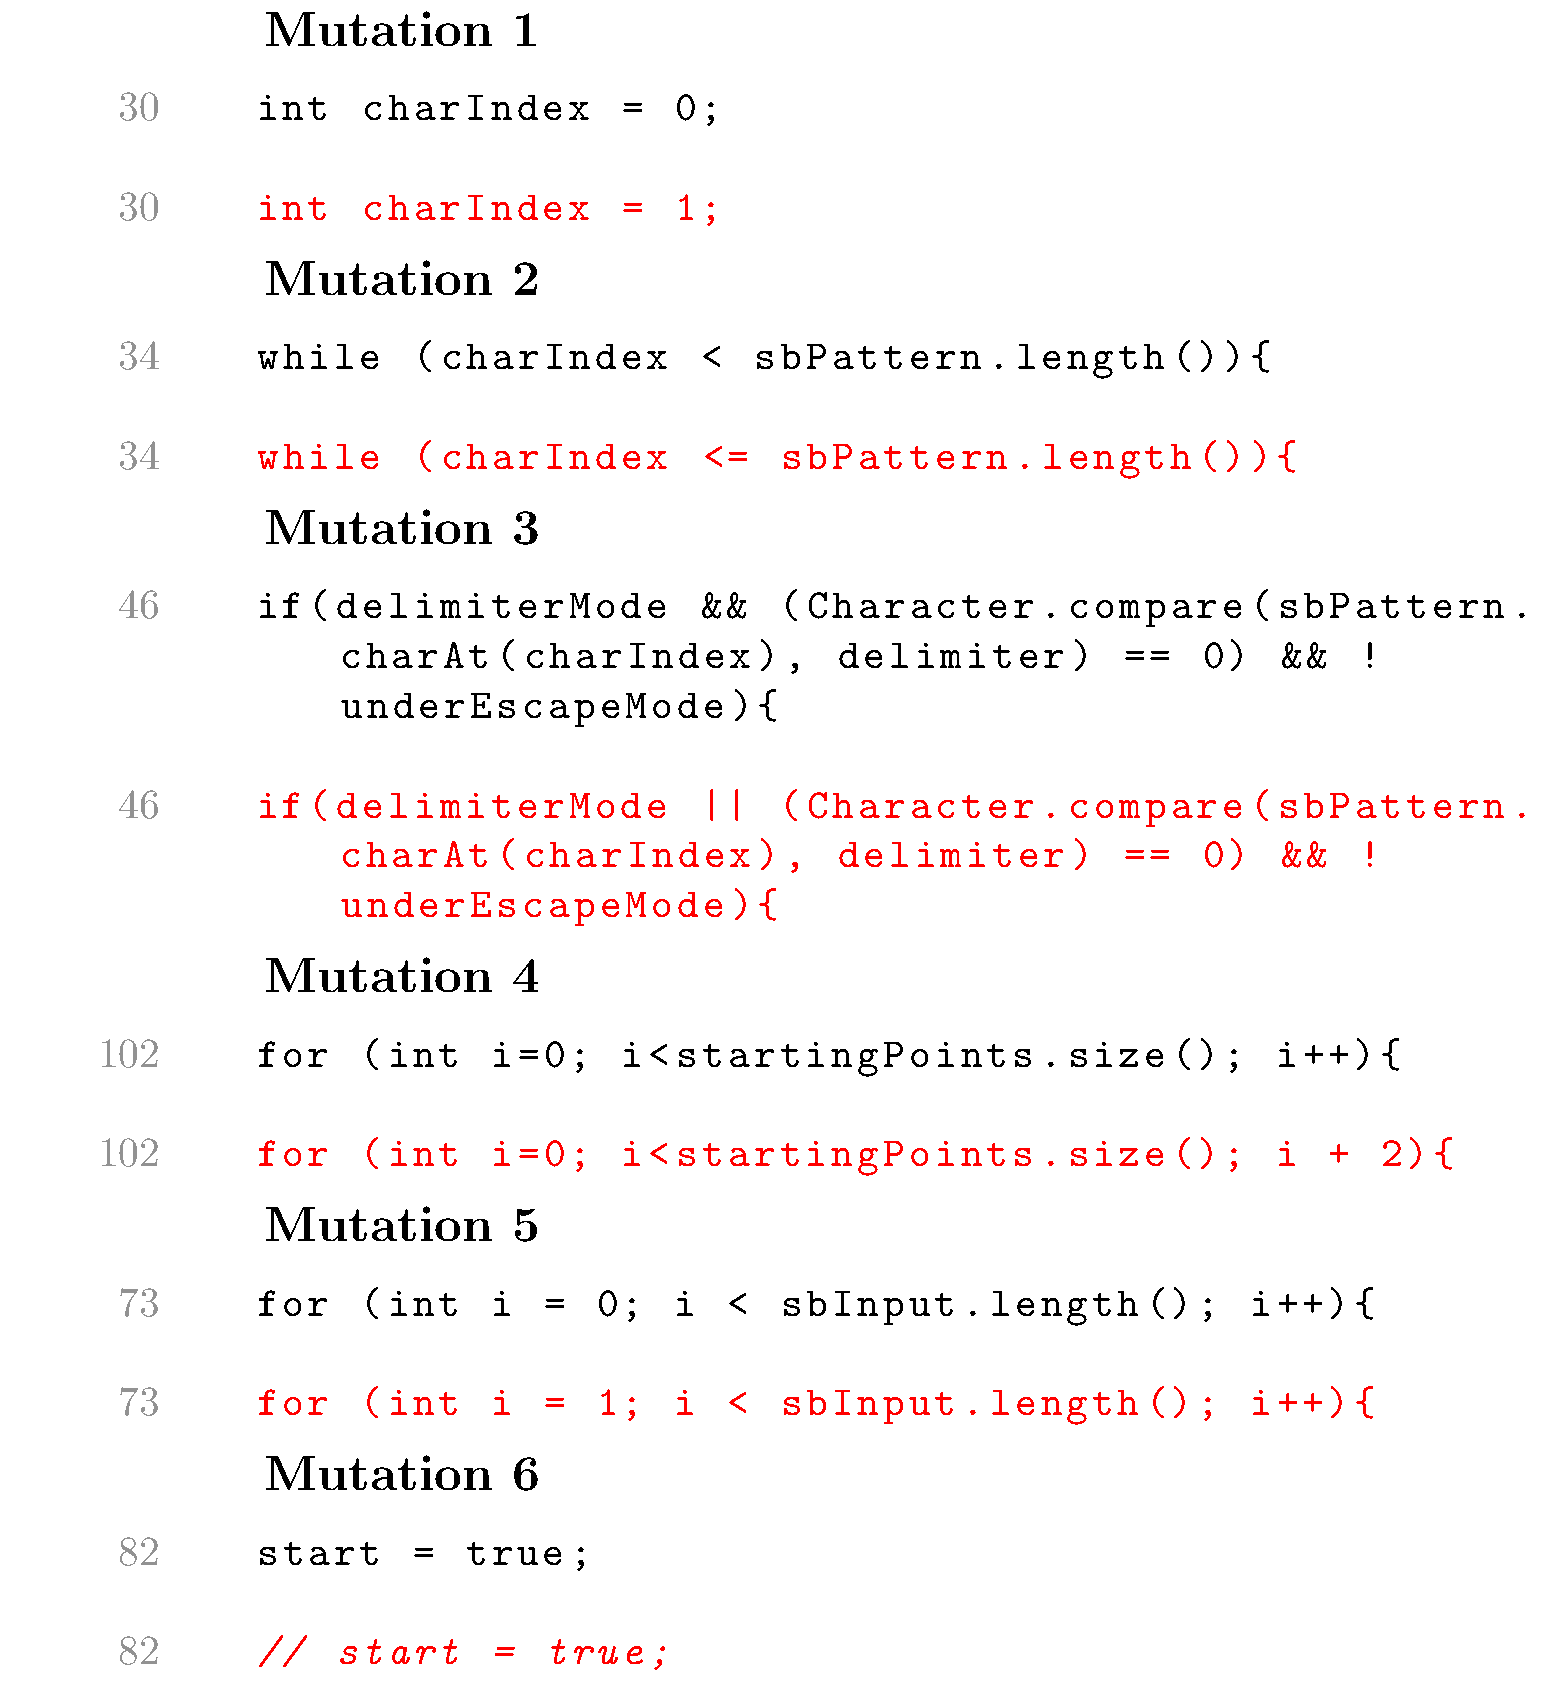 Mutation 1
30 int charIndex = 0;
30 int charIndex = 1;
Mutation 2
34 while (charIndex < sbPattern.length()){
34 while (charIndex <= sbPattern.length()){
Mutation 3
46 if(delimiterMode && (Character.compare(sbPattern.
charAt(charIndex), delimiter) == 0) && !
underEscapeMode){
46 if(delimiterMode || (Character.compare(sbPattern.
charAt(charIndex), delimiter) == 0) && !
underEscapeMode){
Mutation 4
102 for (int i=0; i<startingPoints.size(); i++){
102 for (int i=0; i<startingPoints.size(); i + 2){
Mutation 5
73 for (int i = 0; i < sbInput.length(); i++){
73 for (int i = 1; i < sbInput.length(); i++){
Mutation 6
82 start = true;
82 // start = true;